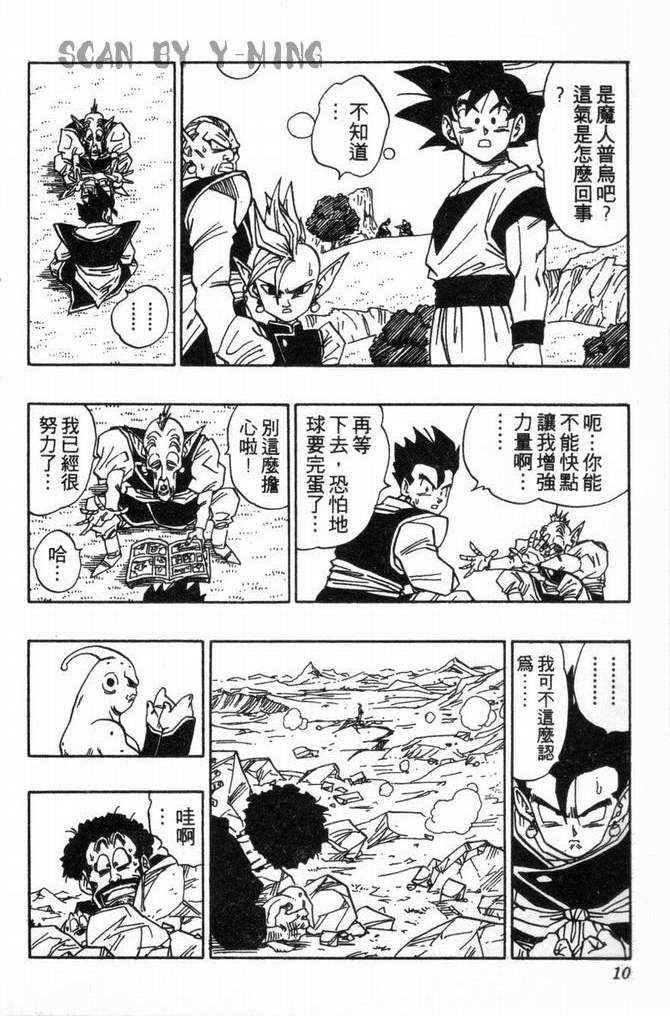 SCAN BY Y-MING
是魔人普烏吧？
這氣是怎麼回事
？
不知道
…
……
呃…你能
不能快點
讓我增強
力量啊…
再等
下去，恐怕地
球要完蛋了…
別這麼擔
心啦！
我已經很
努力了…
哈…
………
我可不這麼認
為……
哇啊
10